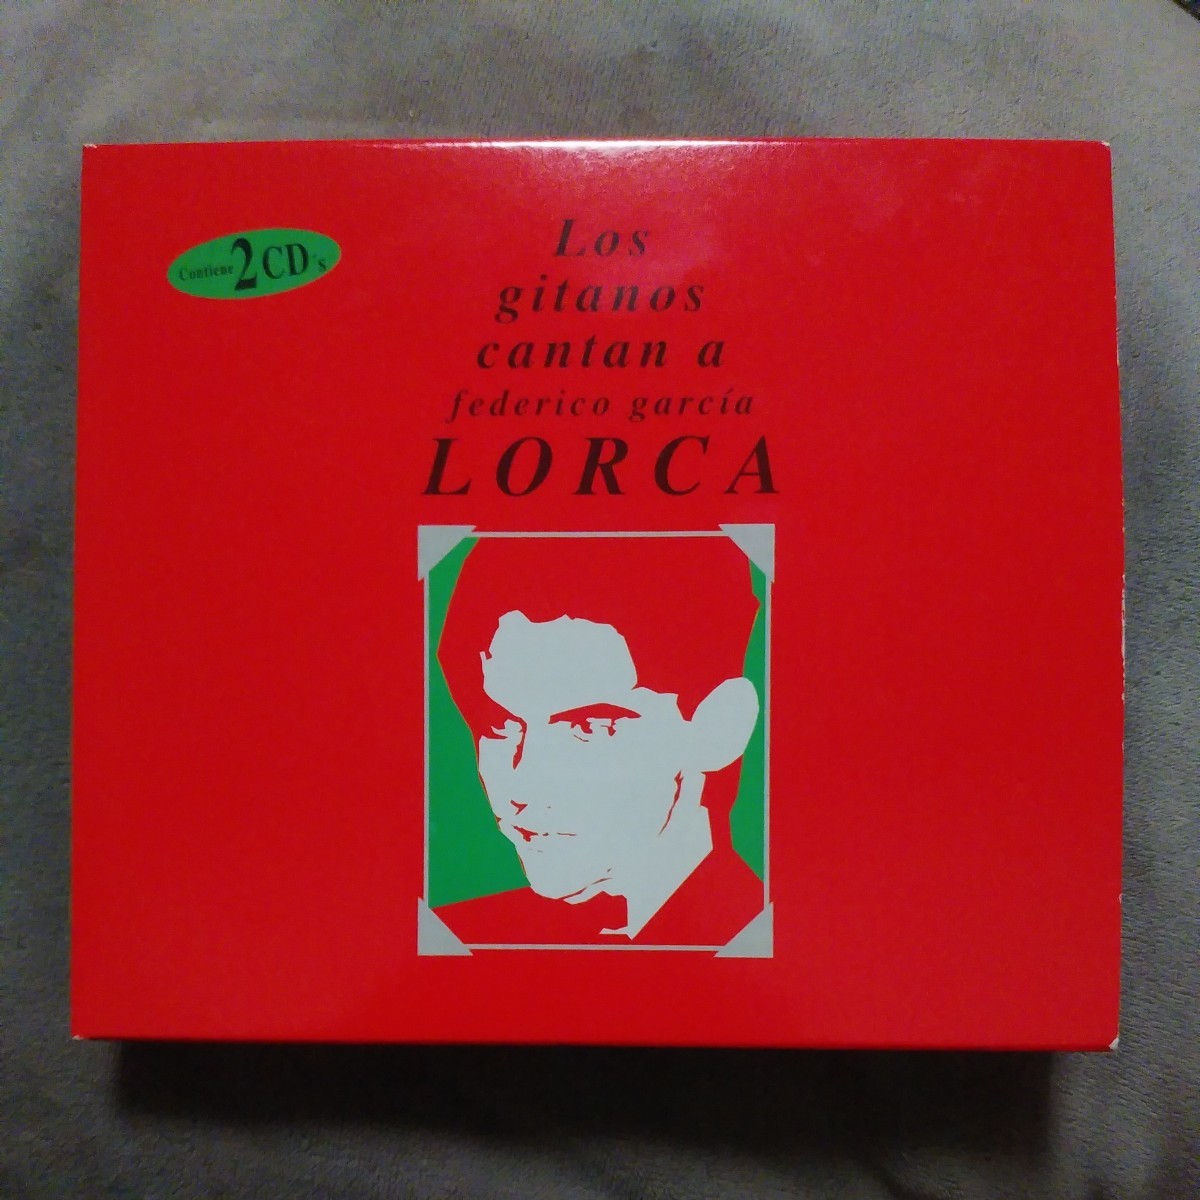 Contiene 2 CD's
Los
gitanos
cantan a
federico garcía
LORCA